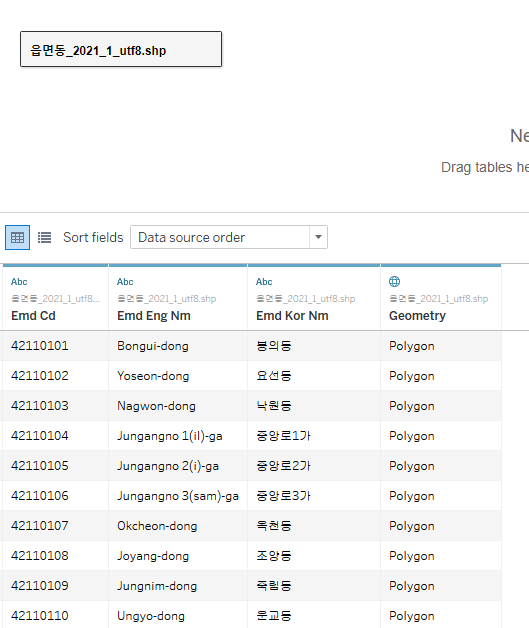 읍면동_2021_1_utf8.shp
Ne
Drag tables he
Sort fields Data source order
Abc Abc Abc
읍면동_2021_1_utf8... 읍면동_2021_1_utf8.shp 읍면동_2021_1_utf8.shp 읍면동_2021_1_utf8.shp
Emd Cd Emd Eng Nm Emd Kor Nm Geometry
42110101 Bongui-dong 봉의동 Polygon
42110102 Yoseon-dong 요선동 Polygon
42110103 Nagwon-dong 낙원동 Polygon
42110104 Jungangno 1(il)-ga 중앙로1가 Polygon
42110105 Jungangno 2(i)-ga 중앙로2가 Polygon
42110106 Jungangno 3(sam)-ga 중앙로3가 Polygon
42110107 Okcheon-dong 옥천동 Polygon
42110108 Joyang-dong 조양동 Polygon
42110109 Jungnim-dong 죽림동 Polygon
42110110 Ungyo-dong 운교동 Polygon